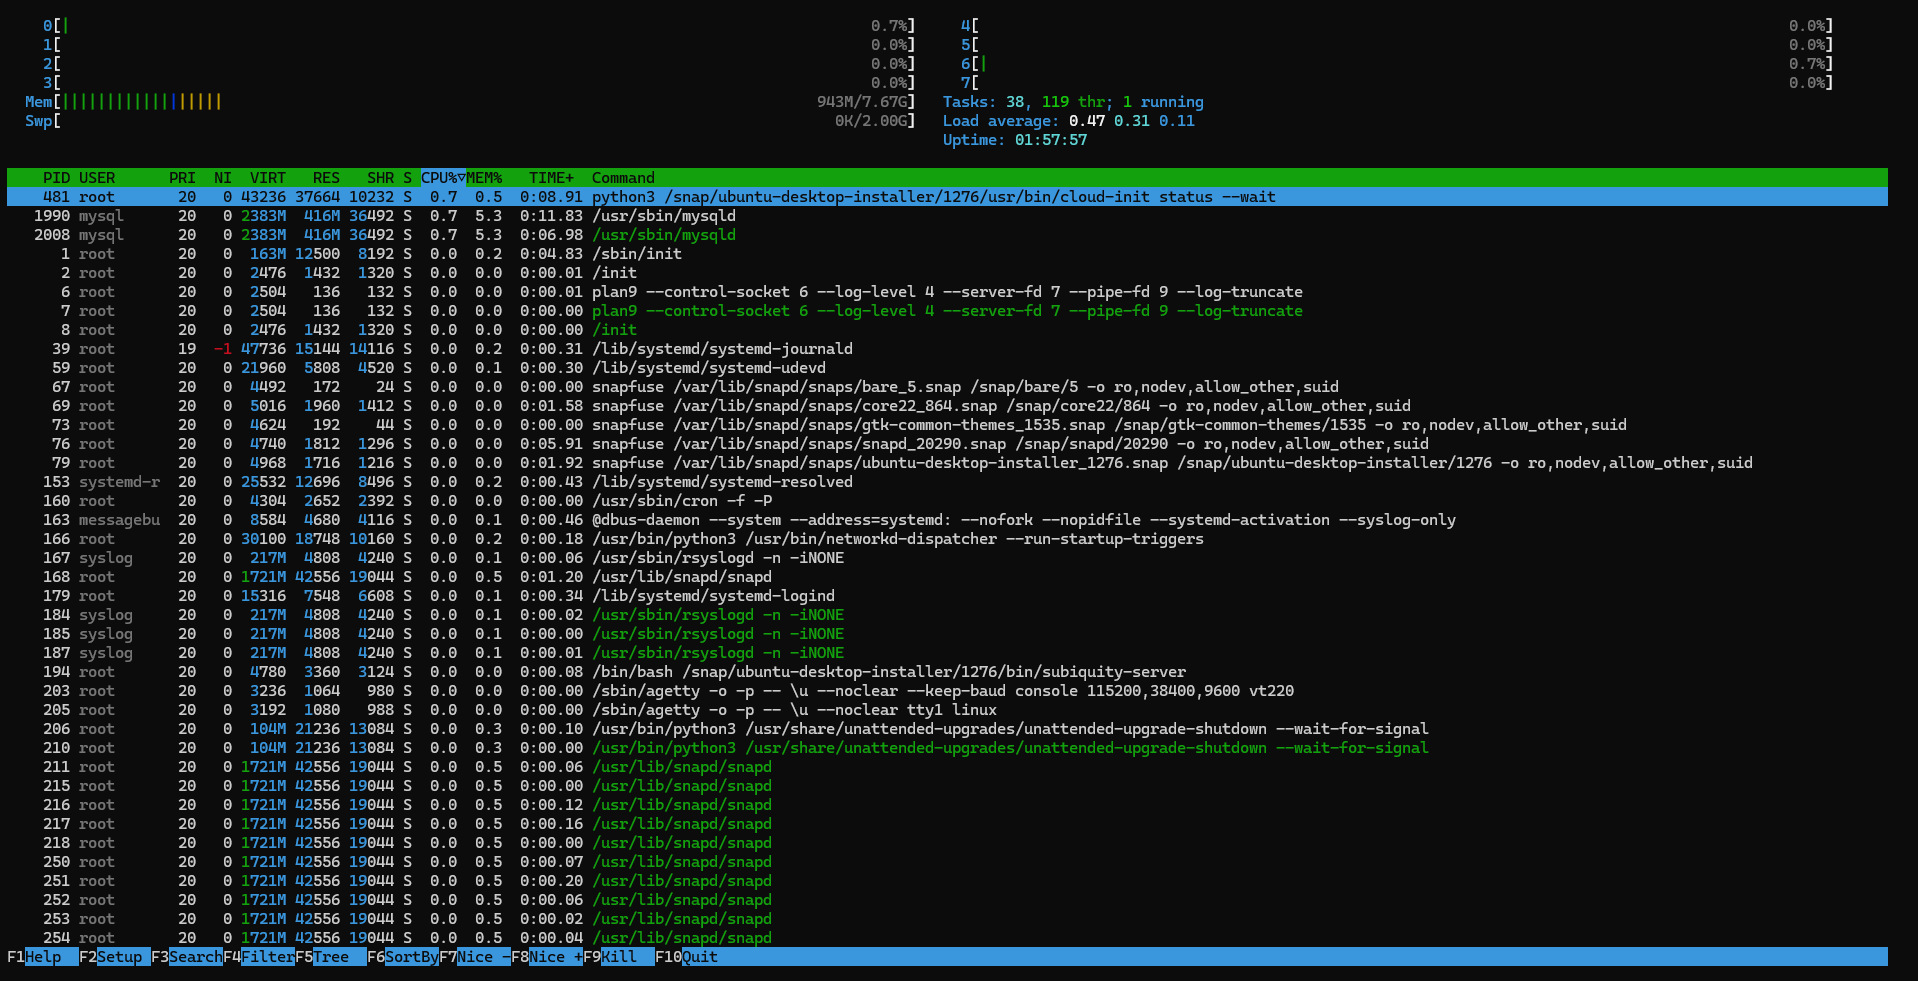 0[| 0.7%] 4[ 0.0%]
1[ 0.0%] 5[ 0.0%]
2[ 0.0%] 6[| 0.7%]
3[ 0.0%] 7[ 0.0%]
Mem[|||||||||||||||||| 943M/7.67G] Tasks: 38, 119 thr; 1 running
Swp[ 0K/2.00G] Load average: 0.47 0.31 0.11
Uptime: 01:57:57
PID USER PRI NI VIRT RES SHR S CPU%▽MEM% TIME+ Command
481 root 20 0 43236 37664 10232 S 0.7 0.5 0:08.91 python3 /snap/ubuntu-desktop-installer/1276/usr/bin/cloud-init status --wait
1990 mysql 20 0 2383M 416M 36492 S 0.7 5.3 0:11.83 /usr/sbin/mysqld
2008 mysql 20 0 2383M 416M 36492 S 0.7 5.3 0:06.98 /usr/sbin/mysqld
1 root 20 0 163M 12500 8192 S 0.0 0.2 0:04.83 /sbin/init
2 root 20 0 2476 1432 1320 S 0.0 0.0 0:00.01 /init
6 root 20 0 2504 136 132 S 0.0 0.0 0:00.01 plan9 --control-socket 6 --log-level 4 --server-fd 7 --pipe-fd 9 --log-truncate
7 root 20 0 2504 136 132 S 0.0 0.0 0:00.00 plan9 --control-socket 6 --log-level 4 --server-fd 7 --pipe-fd 9 --log-truncate
8 root 20 0 2476 1432 1320 S 0.0 0.0 0:00.00 /init
39 root 19 -1 47736 15144 14116 S 0.0 0.2 0:00.31 /lib/systemd/systemd-journald
59 root 20 0 21960 5808 4520 S 0.0 0.1 0:00.30 /lib/systemd/systemd-udevd
67 root 20 0 4492 172 24 S 0.0 0.0 0:00.00 snapfuse /var/lib/snapd/snaps/bare_5.snap /snap/bare/5 -o ro,nodev,allow_other,suid
69 root 20 0 5016 1960 1412 S 0.0 0.0 0:01.58 snapfuse /var/lib/snapd/snaps/core22_864.snap /snap/core22/864 -o ro,nodev,allow_other,suid
73 root 20 0 4624 192 44 S 0.0 0.0 0:00.00 snapfuse /var/lib/snapd/snaps/gtk-common-themes_1535.snap /snap/gtk-common-themes/1535 -o ro,nodev,allow_other,suid
76 root 20 0 4740 1812 1296 S 0.0 0.0 0:05.91 snapfuse /var/lib/snapd/snaps/snapd_20290.snap /snap/snapd/20290 -o ro,nodev,allow_other,suid
79 root 20 0 4968 1716 1216 S 0.0 0.0 0:01.92 snapfuse /var/lib/snapd/snaps/ubuntu-desktop-installer_1276.snap /snap/ubuntu-desktop-installer/1276 -o ro,nodev,allow_other,suid
153 systemd-r 20 0 25532 12696 8496 S 0.0 0.2 0:00.43 /lib/systemd/systemd-resolved
160 root 20 0 4304 2652 2392 S 0.0 0.0 0:00.00 /usr/sbin/cron -f -P
163 messagebu 20 0 8584 4680 4116 S 0.0 0.1 0:00.46 @dbus-daemon --system --address=systemd: --nofork --nopidfile --systemd-activation --syslog-only
166 root 20 0 30100 18748 10160 S 0.0 0.2 0:00.18 /usr/bin/python3 /usr/bin/networkd-dispatcher --run-startup-triggers
167 syslog 20 0 217M 4808 4240 S 0.0 0.1 0:00.06 /usr/sbin/rsyslogd -n -iNONE
168 root 20 0 1721M 42556 19044 S 0.0 0.5 0:01.20 /usr/lib/snapd/snapd
179 root 20 0 15316 7548 6608 S 0.0 0.1 0:00.34 /lib/systemd/systemd-logind
184 syslog 20 0 217M 4808 4240 S 0.0 0.1 0:00.02 /usr/sbin/rsyslogd -n -iNONE
185 syslog 20 0 217M 4808 4240 S 0.0 0.1 0:00.00 /usr/sbin/rsyslogd -n -iNONE
187 syslog 20 0 217M 4808 4240 S 0.0 0.1 0:00.01 /usr/sbin/rsyslogd -n -iNONE
194 root 20 0 4780 3360 3124 S 0.0 0.0 0:00.08 /bin/bash /snap/ubuntu-desktop-installer/1276/bin/subiquity-server
203 root 20 0 3236 1064 980 S 0.0 0.0 0:00.00 /sbin/agetty -o -p -- \u --noclear --keep-baud console 115200,38400,9600 vt220
205 root 20 0 3192 1080 988 S 0.0 0.0 0:00.00 /sbin/agetty -o -p -- \u --noclear tty1 linux
206 root 20 0 104M 21236 13084 S 0.0 0.3 0:00.10 /usr/bin/python3 /usr/share/unattended-upgrades/unattended-upgrade-shutdown --wait-for-signal
210 root 20 0 104M 21236 13084 S 0.0 0.3 0:00.00 /usr/bin/python3 /usr/share/unattended-upgrades/unattended-upgrade-shutdown --wait-for-signal
211 root 20 0 1721M 42556 19044 S 0.0 0.5 0:00.06 /usr/lib/snapd/snapd
215 root 20 0 1721M 42556 19044 S 0.0 0.5 0:00.00 /usr/lib/snapd/snapd
216 root 20 0 1721M 42556 19044 S 0.0 0.5 0:00.12 /usr/lib/snapd/snapd
217 root 20 0 1721M 42556 19044 S 0.0 0.5 0:00.16 /usr/lib/snapd/snapd
218 root 20 0 1721M 42556 19044 S 0.0 0.5 0:00.00 /usr/lib/snapd/snapd
250 root 20 0 1721M 42556 19044 S 0.0 0.5 0:00.07 /usr/lib/snapd/snapd
251 root 20 0 1721M 42556 19044 S 0.0 0.5 0:00.20 /usr/lib/snapd/snapd
252 root 20 0 1721M 42556 19044 S 0.0 0.5 0:00.06 /usr/lib/snapd/snapd
253 root 20 0 1721M 42556 19044 S 0.0 0.5 0:00.02 /usr/lib/snapd/snapd
254 root 20 0 1721M 42556 19044 S 0.0 0.5 0:00.04 /usr/lib/snapd/snapd
F1Help F2Setup F3SearchF4FilterF5Tree F6SortByF7Nice -F8Nice +F9Kill F10Quit